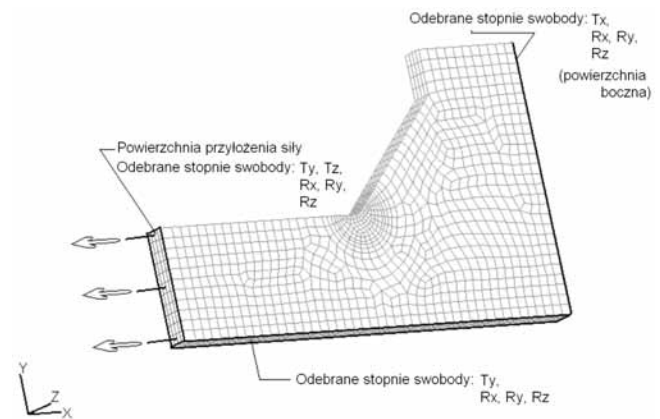 Odebrane stopnie swobody: Tx,
Rx, Ry,
Rz
(powierzchnia
boczna)
Powierzchnia przyłożenia siły
Odebrane stopnie swobody: Ty, Tz,
Rx, Ry,
Rz
Odebrane stopnie swobody: Ty,
Rx, Ry, Rz
Y
Z
X